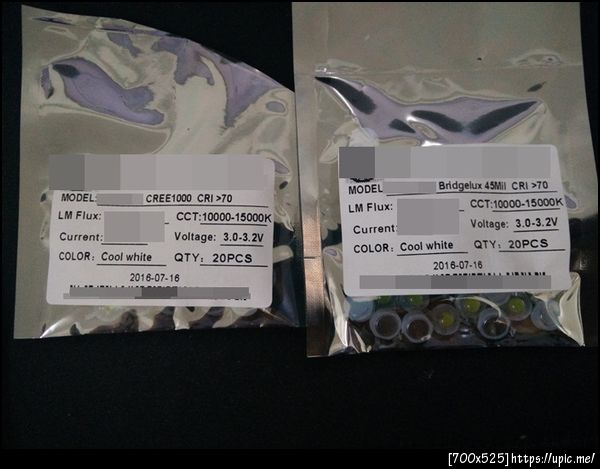 MODEL: CREE1000 CRI >70
LM Flux: CCT:10000-15000K
Current: Voltage: 3.0-3.2V
COLOR: Cool white QTY: 20PCS
2016-07-16
MODEL: Bridgelux 45Mil CRI >70
LM Flux: CCT:10000-15000K
Current: Voltage: 3.0-3.2V
COLOR: Cool white QTY: 20PCS
2016-07-16
[700x525]https://upic.me/